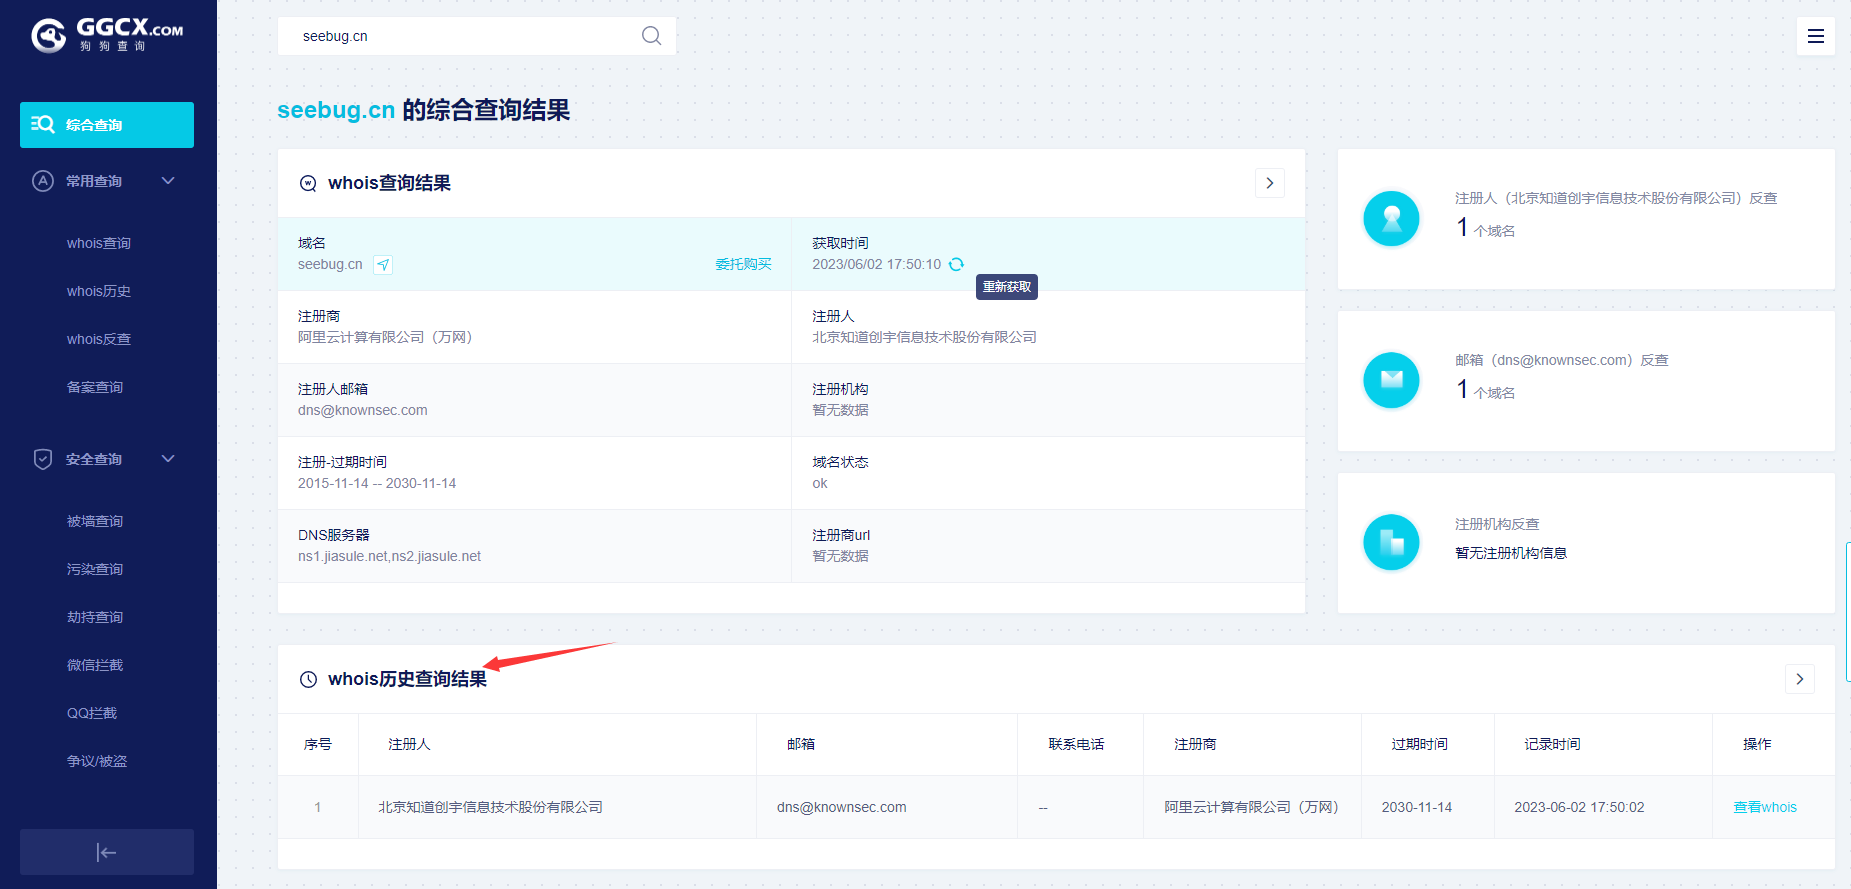 GGCX.COM
狗狗查询
综合查询
常用查询
whois查询
whois历史
whois反查
备案查询
安全查询
被墙查询
污染查询
劫持查询
微信拦截
QQ拦截
争议/被盗
seebug.cn
seebug.cn 的综合查询结果
whois查询结果
域名
seebug.cn
委托购买
获取时间
2023/06/02 17:50:10
重新获取
注册商
阿里云计算有限公司（万网）
注册人
北京知道创宇信息技术股份有限公司
注册人邮箱
dns@knownsec.com
注册机构
暂无数据
注册-过期时间
2015-11-14 -- 2030-11-14
域名状态
ok
DNS服务器
ns1.jiasule.net,ns2.jiasule.net
注册商url
暂无数据
注册人（北京知道创宇信息技术股份有限公司）反查
1 个域名
邮箱（dns@knownsec.com）反查
1 个域名
注册机构反查
暂无注册机构信息
whois历史查询结果
序号 注册人 邮箱 联系电话 注册商 过期时间 记录时间 操作
1 北京知道创宇信息技术股份有限公司 dns@knownsec.com -- 阿里云计算有限公司（万网） 2030-11-14 2023-06-02 17:50:02 查看whois